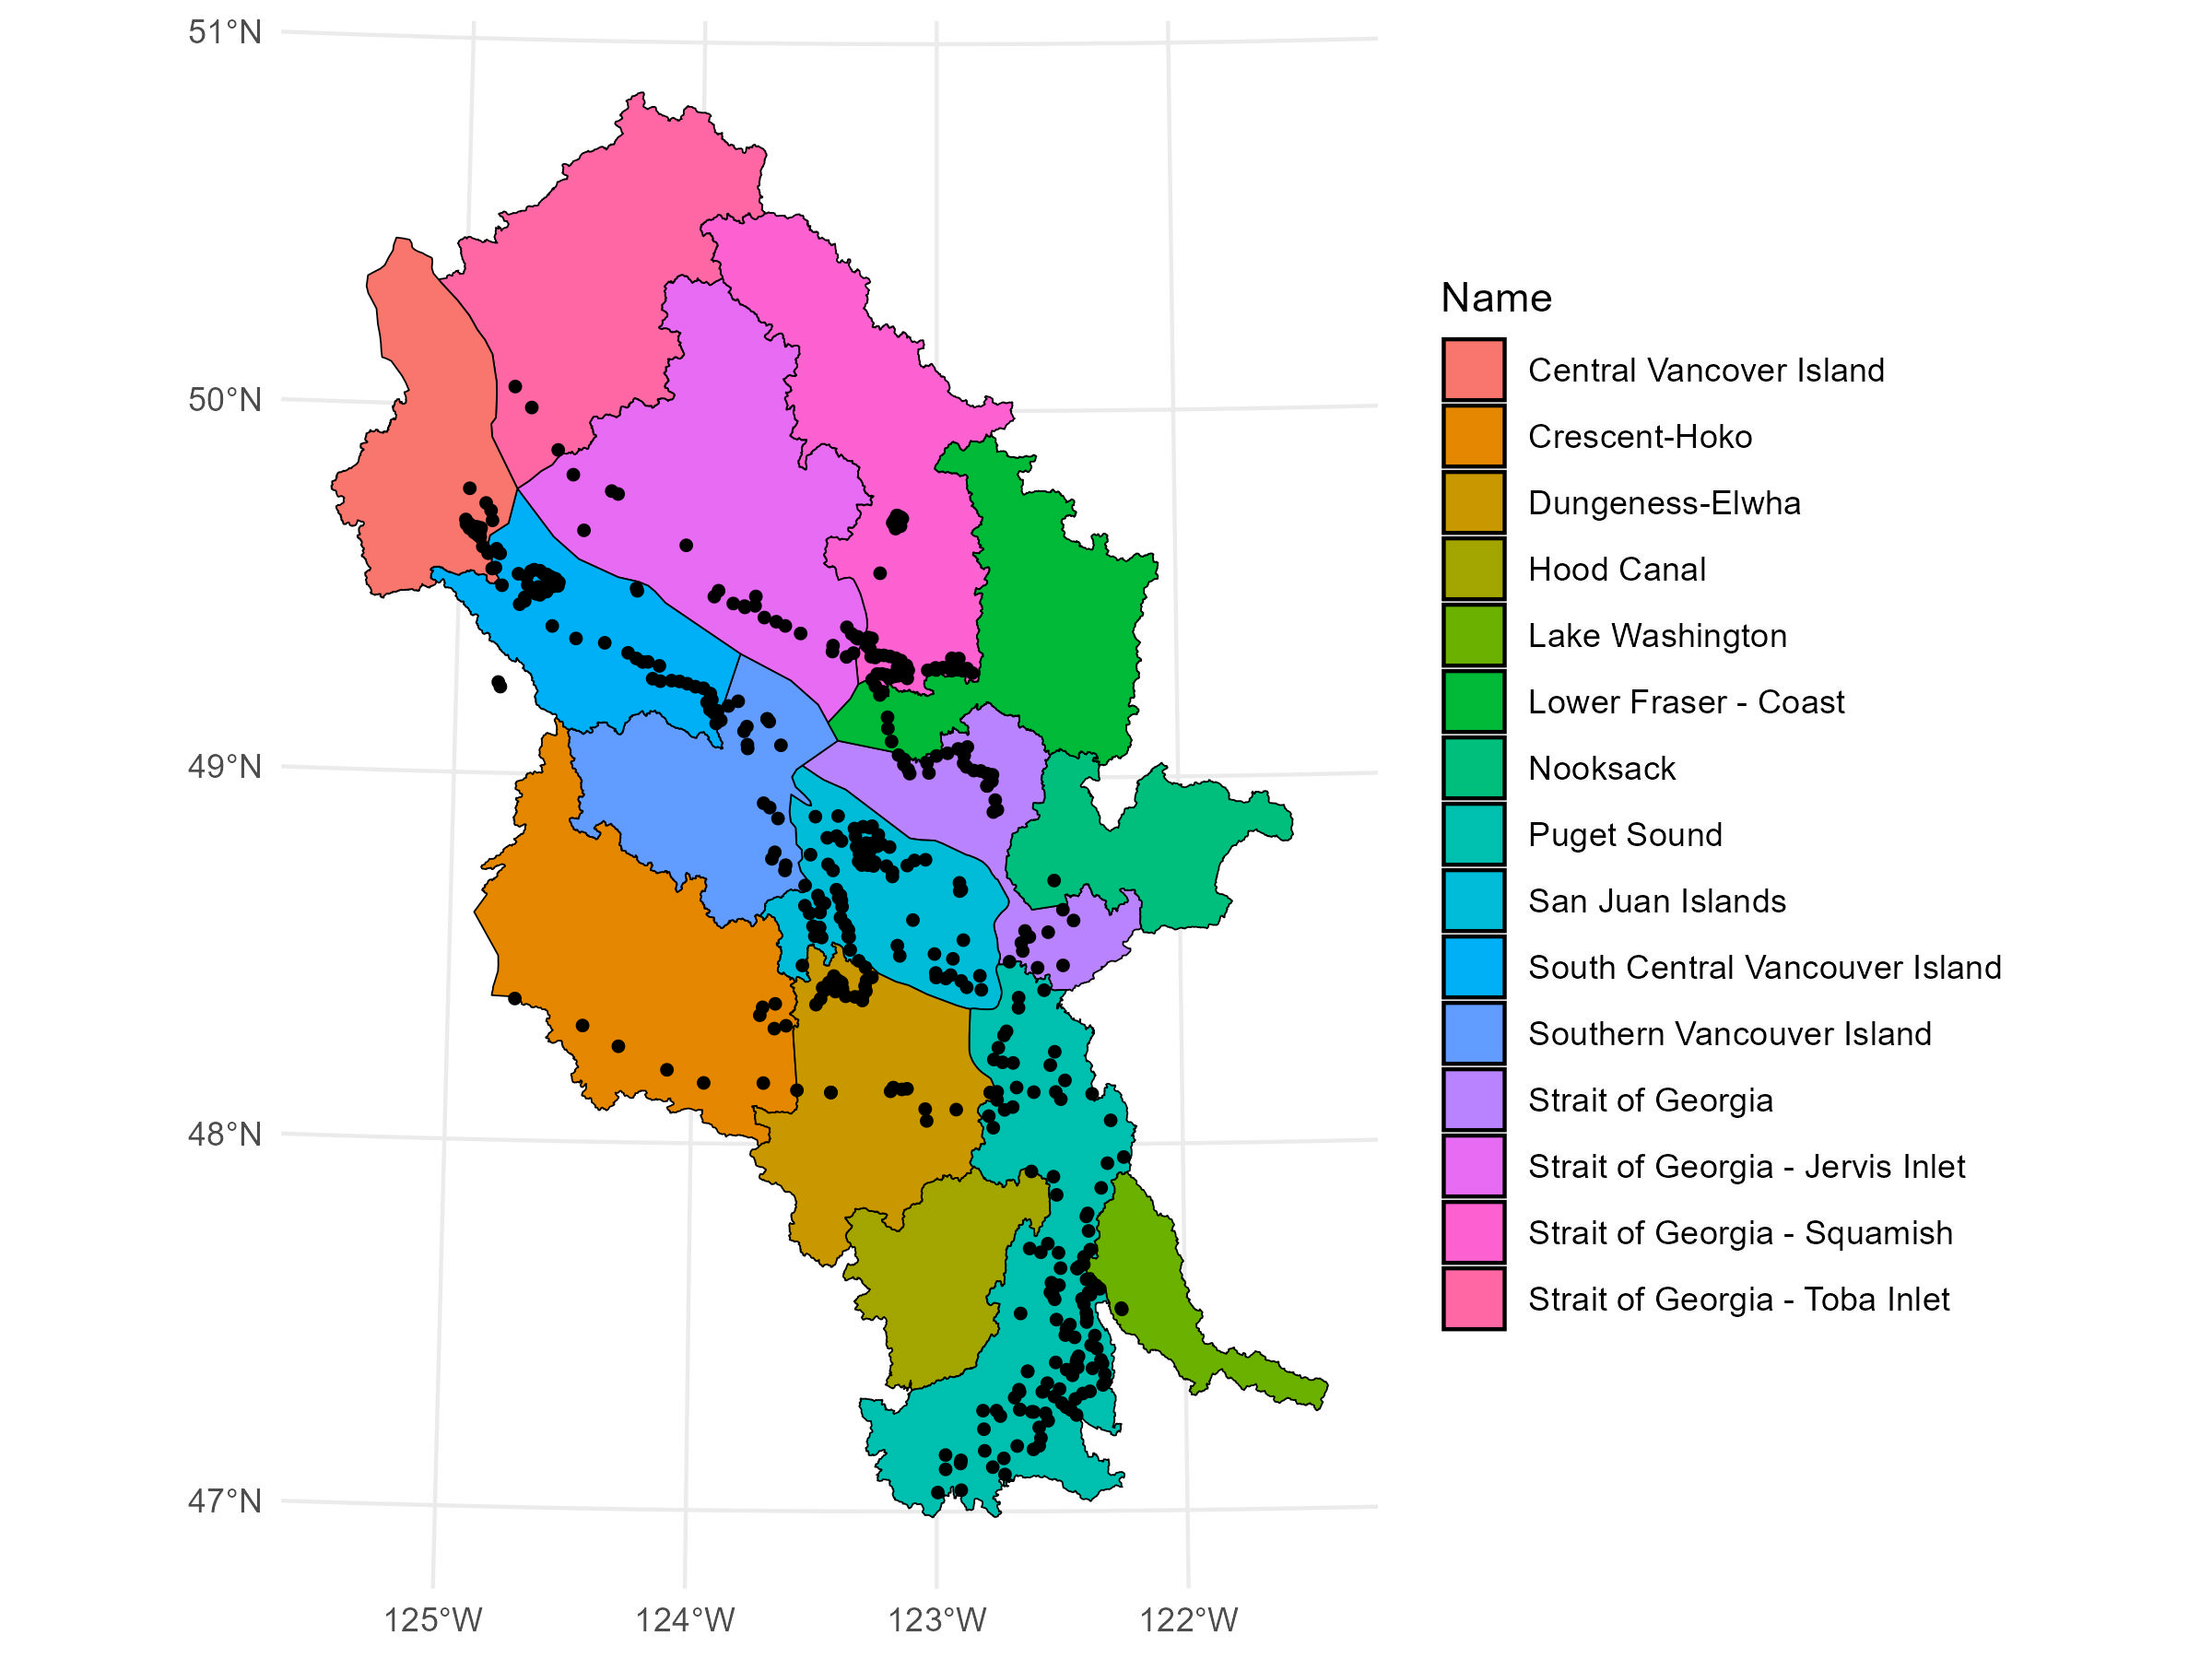 51°N
50°N
49°N
48°N
47°N
125°W
124°W
123°W
122°W
Name
Central Vancover Island
Crescent-Hoko
Dungeness-Elwha
Hood Canal
Lake Washington
Lower Fraser - Coast
Nooksack
Puget Sound
San Juan Islands
South Central Vancouver Island
Southern Vancouver Island
Strait of Georgia
Strait of Georgia - Jervis Inlet
Strait of Georgia - Squamish
Strait of Georgia - Toba Inlet